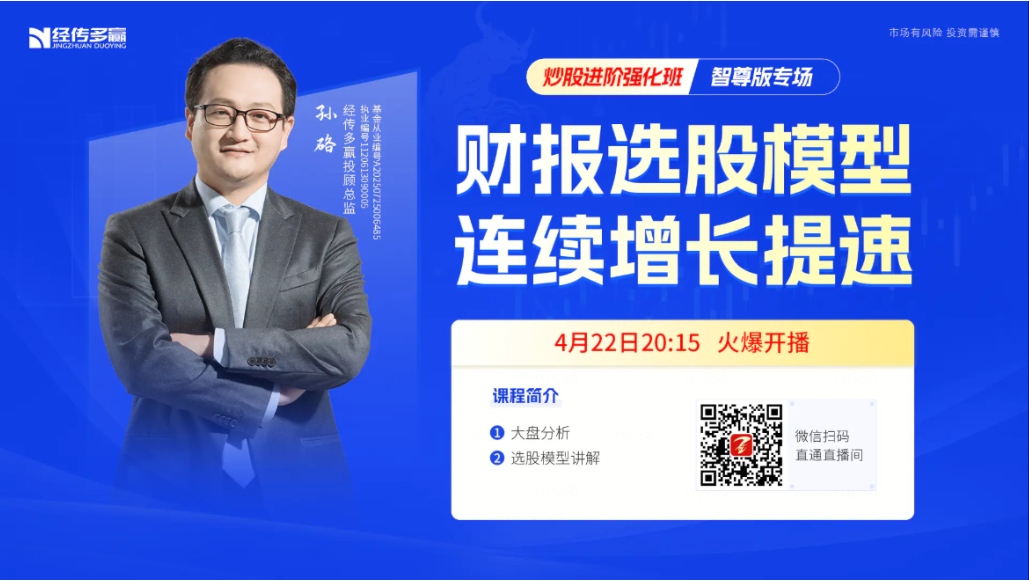 经传多赢
JINGZHUAN DUOYING
市场有风险 投资需谨慎
炒股进阶强化班 智尊版专场
孙硌
经传多赢投顾总监
执业编号1120613090005
基金从业编号A20250725006485
财报选股模型
连续增长提速
4月22日20:15 火爆开播
课程简介
1 大盘分析
2 选股模型讲解
微信扫码
直通直播间